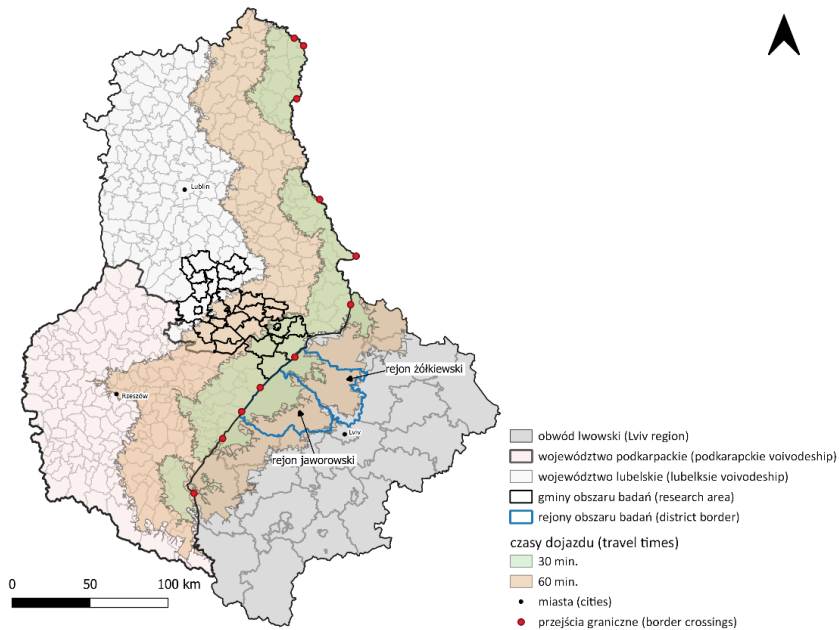 Lublin
rejon żółkiewski
Rzeszów
Lviv
rejon jaworowski
obwód lwowski (Lviv region)
województwo podkarpackie (podkarapckie voivodeship)
województwo lubelskie (lubelksie voivodeship)
gminy obszaru badań (research area)
rejony obszaru badań (district border)
czasy dojazdu (travel times)
30 min.
60 min.
miasta (cities)
przejścia graniczne (border crossings)
0 50 100 km